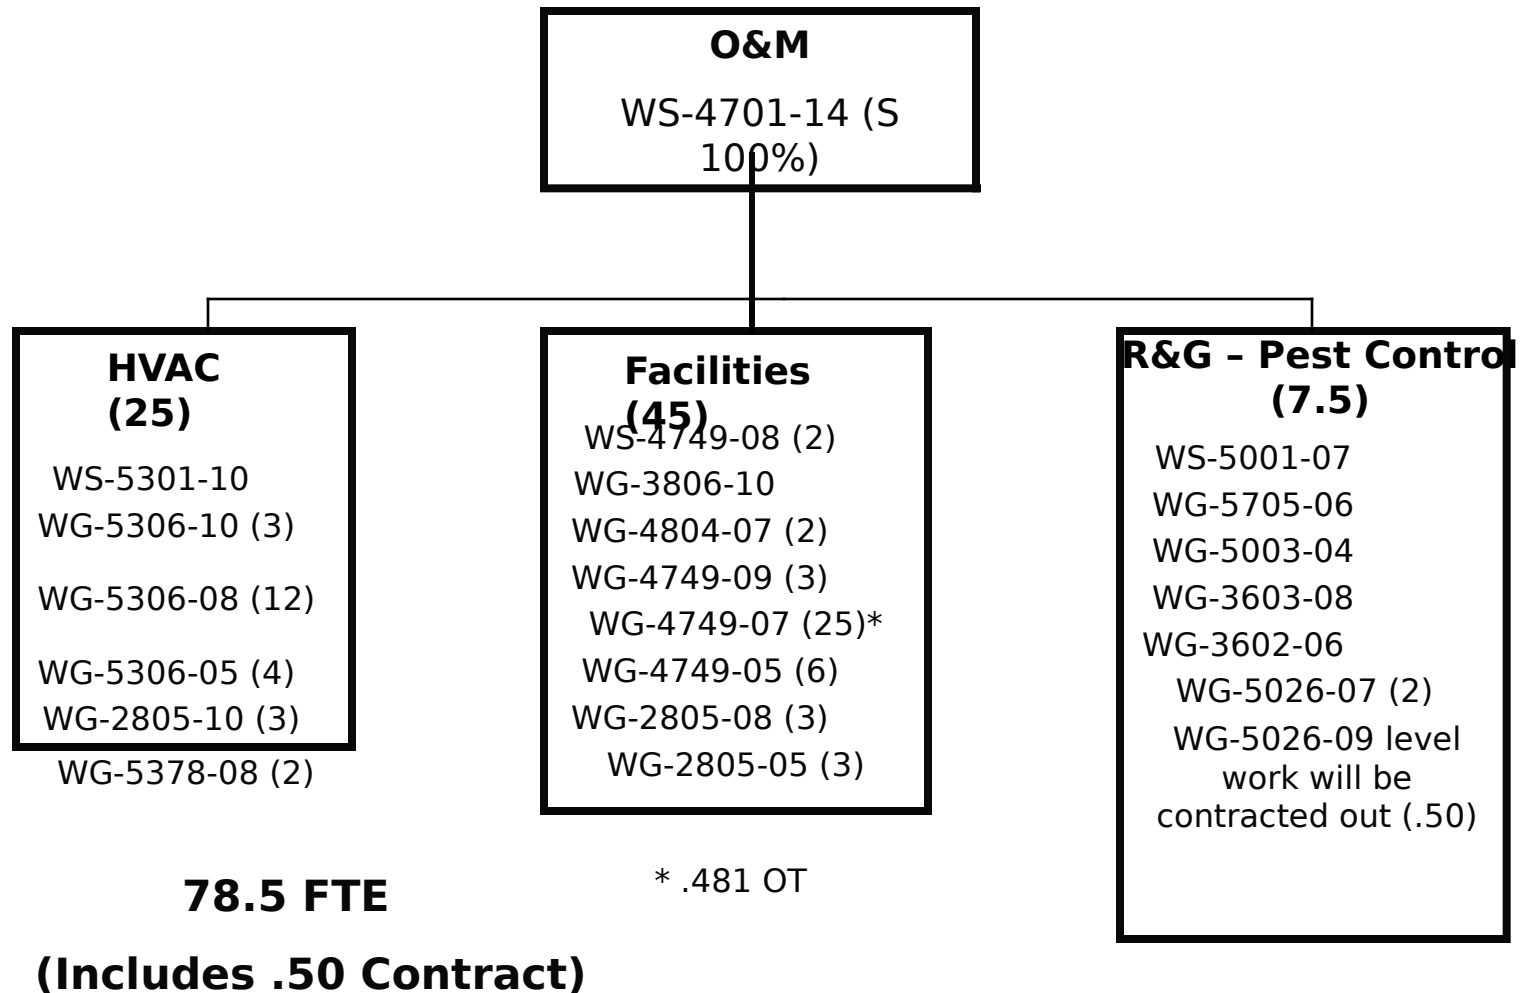 O&M
WS-4701-14 (S
100%)
HVAC
(25)
WS-5301-10
WG-5306-10 (3)
WG-5306-08 (12)
WG-5306-05 (4)
WG-2805-10 (3)
WG-5378-08 (2)
Facilities
(45)
WS-4749-08 (2)
WG-3806-10
WG-4804-07 (2)
WG-4749-09 (3)
WG-4749-07 (25)*
WG-4749-05 (6)
WG-2805-08 (3)
WG-2805-05 (3)
R&G – Pest Control
(7.5)
WS-5001-07
WG-5705-06
WG-5003-04
WG-3603-08
WG-3602-06
WG-5026-07 (2)
WG-5026-09 level
work will be
contracted out (.50)
* .481 OT
78.5 FTE
(Includes .50 Contract)